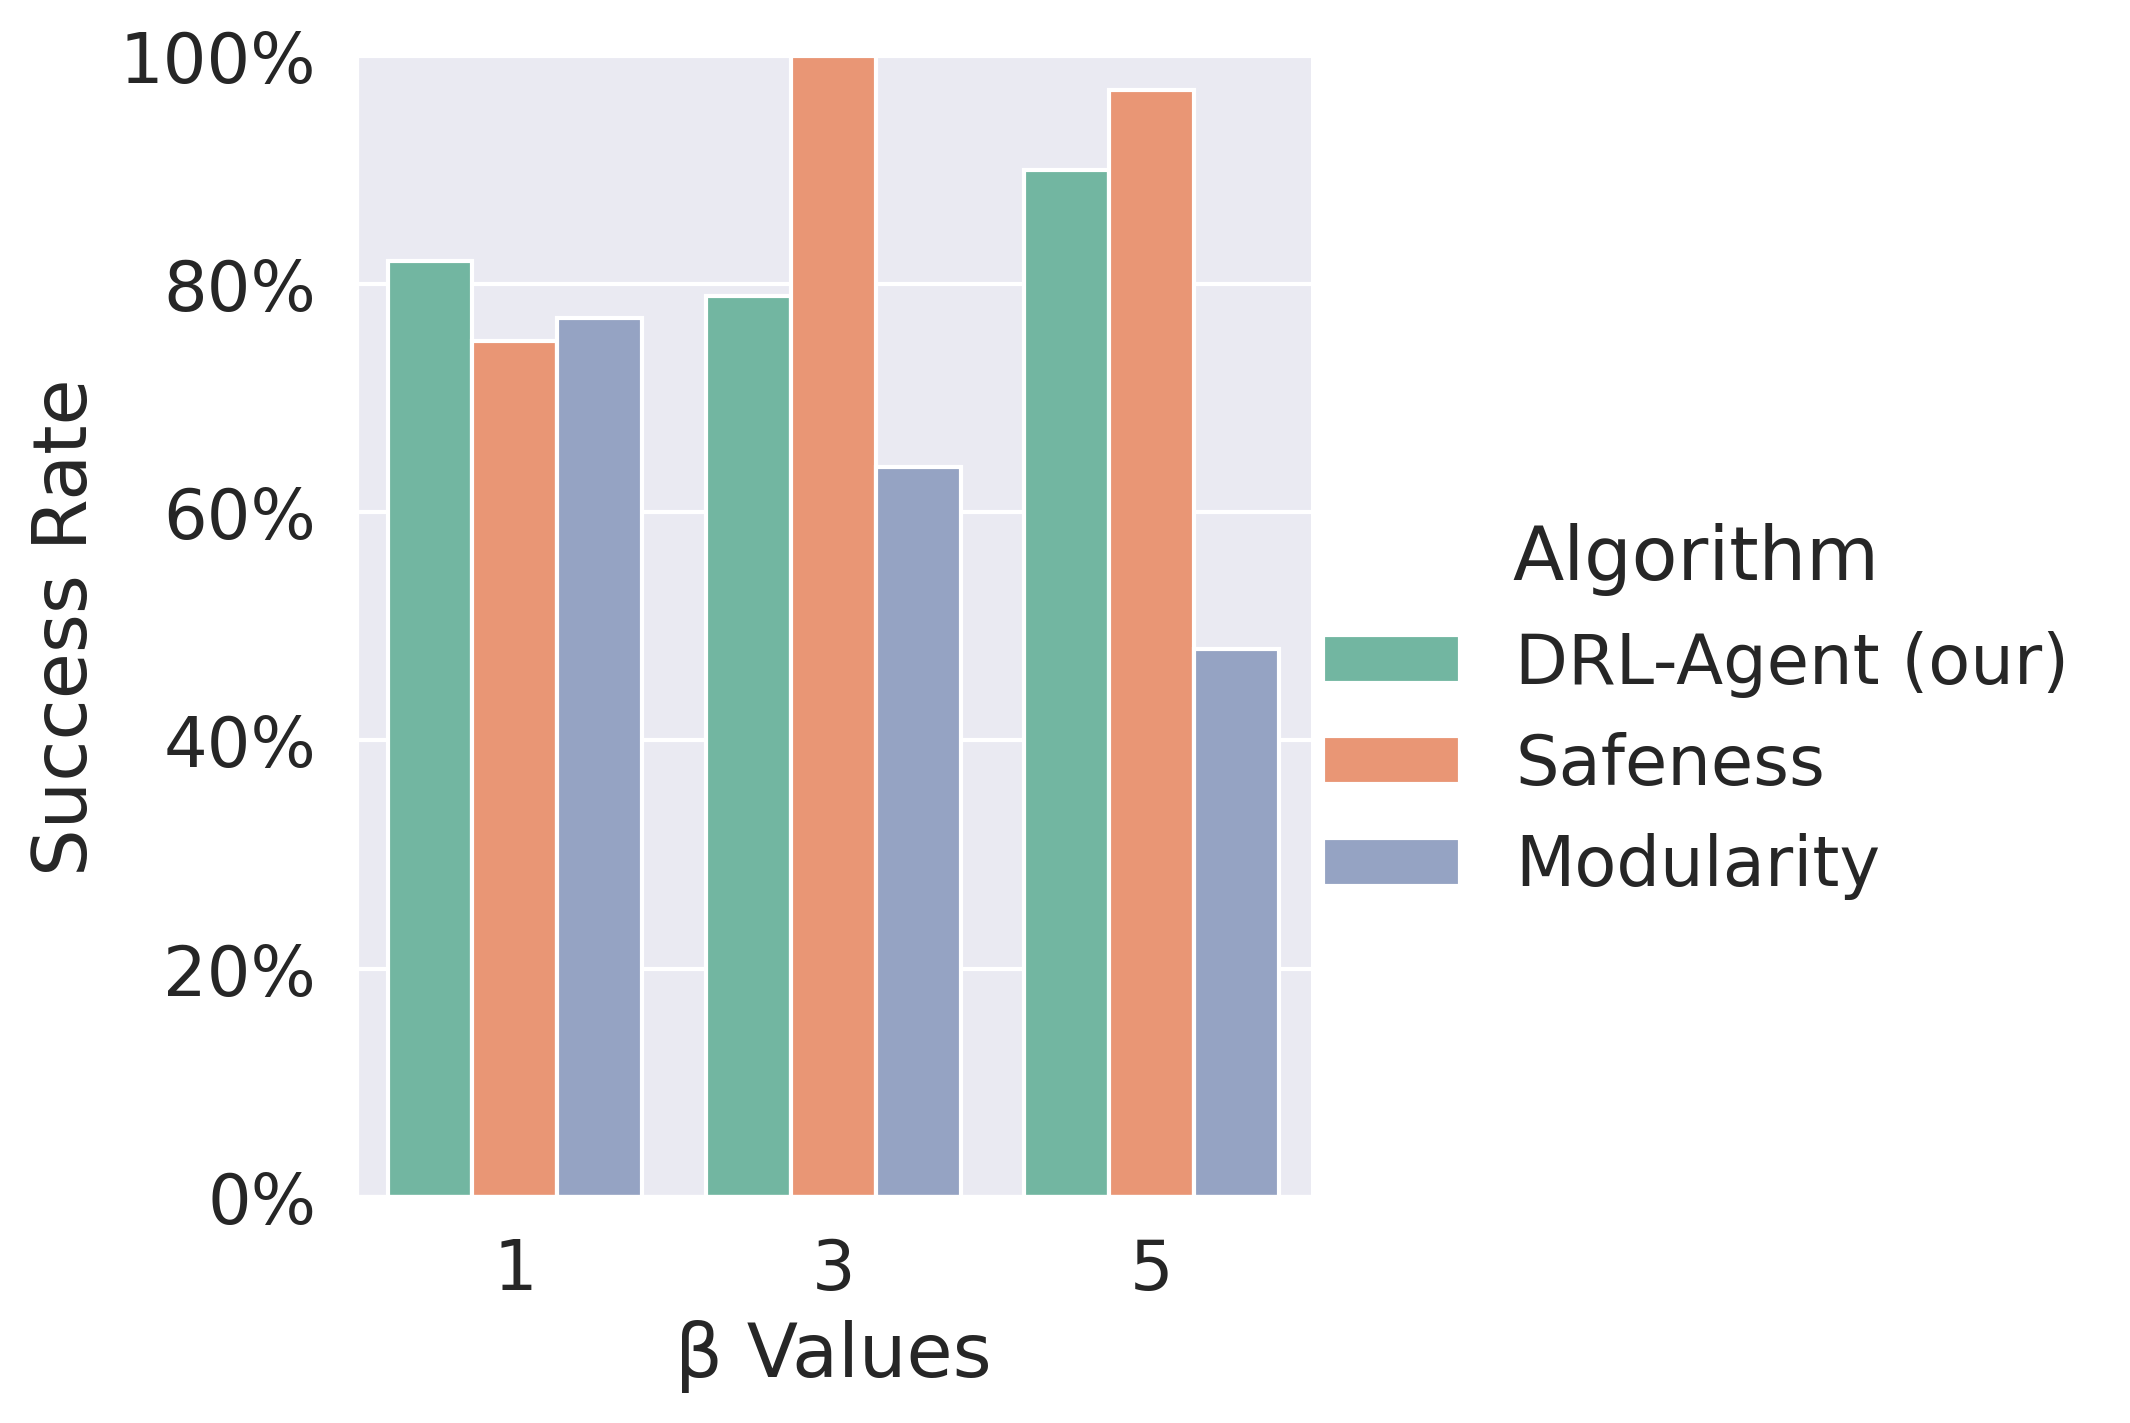 100%
80%
60%
40%
20%
0%
Success Rate
1 3 5
β Values
Algorithm
DRL-Agent (our)
Safeness
Modularity